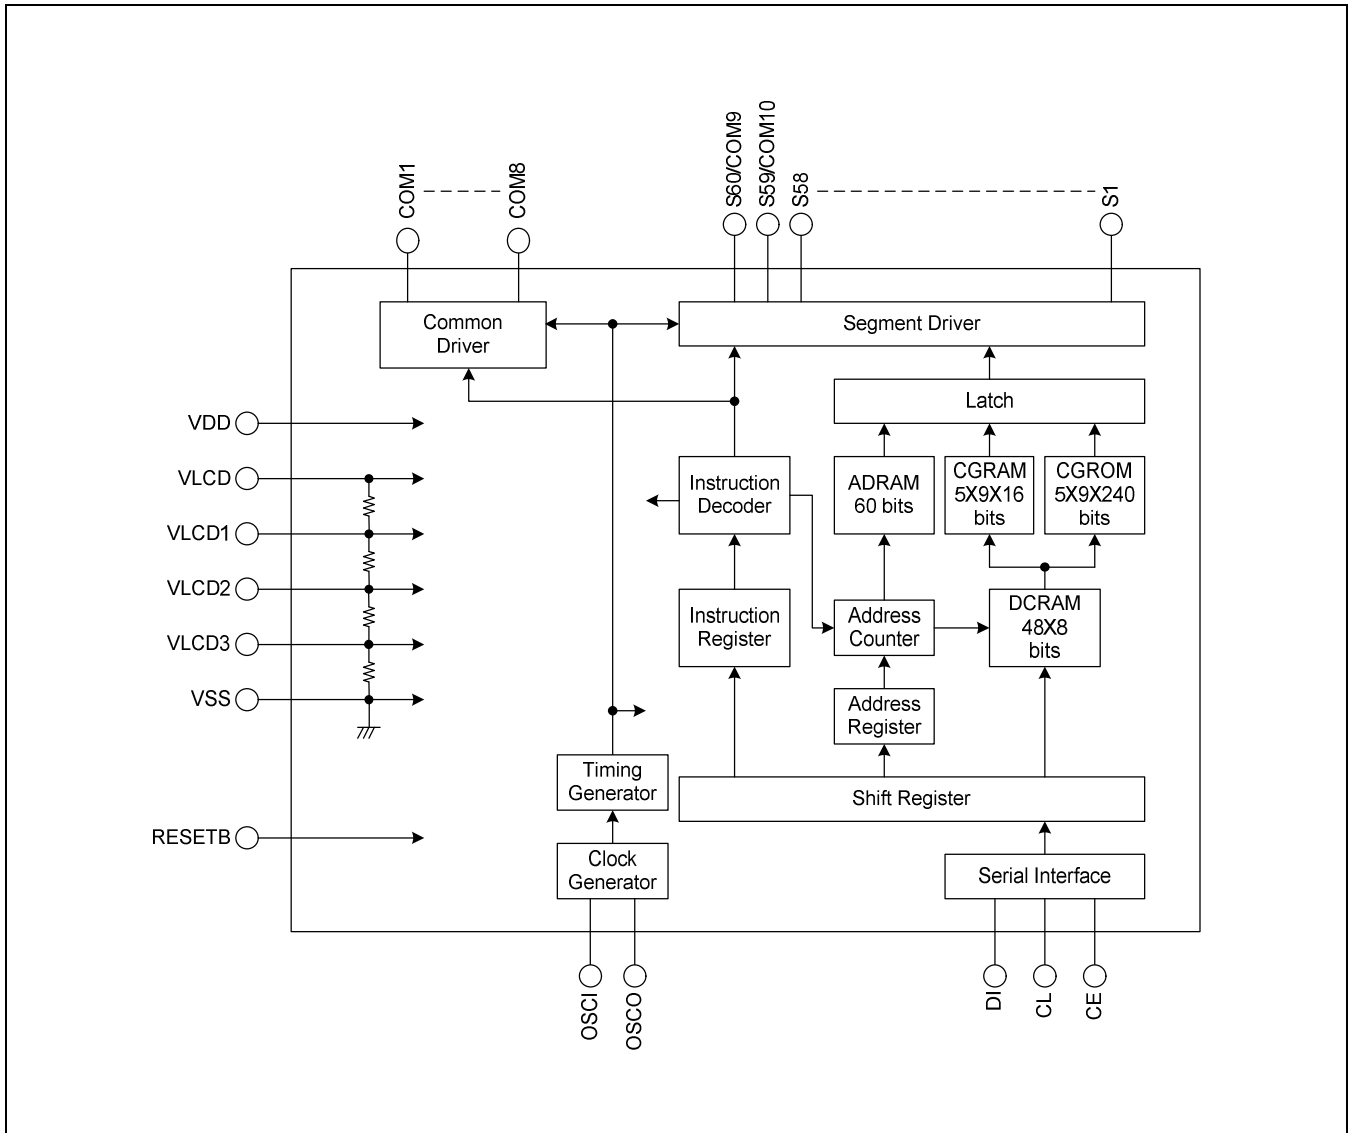 COM1
COM8
S60/COM9
S59/COM10
S58
S1
Common
Driver
Segment Driver
Latch
VDD
VLCD
VLCD1
VLCD2
VLCD3
VSS
RESETB
Instruction
Decoder
ADRAM
60 bits
CGRAM
5X9X16
bits
CGROM
5X9X240
bits
Instruction
Register
Address
Counter
DCRAM
48X8
bits
Address
Register
Timing
Generator
Shift Register
Clock
Generator
Serial Interface
OSCI
OSCO
DI
CL
CE